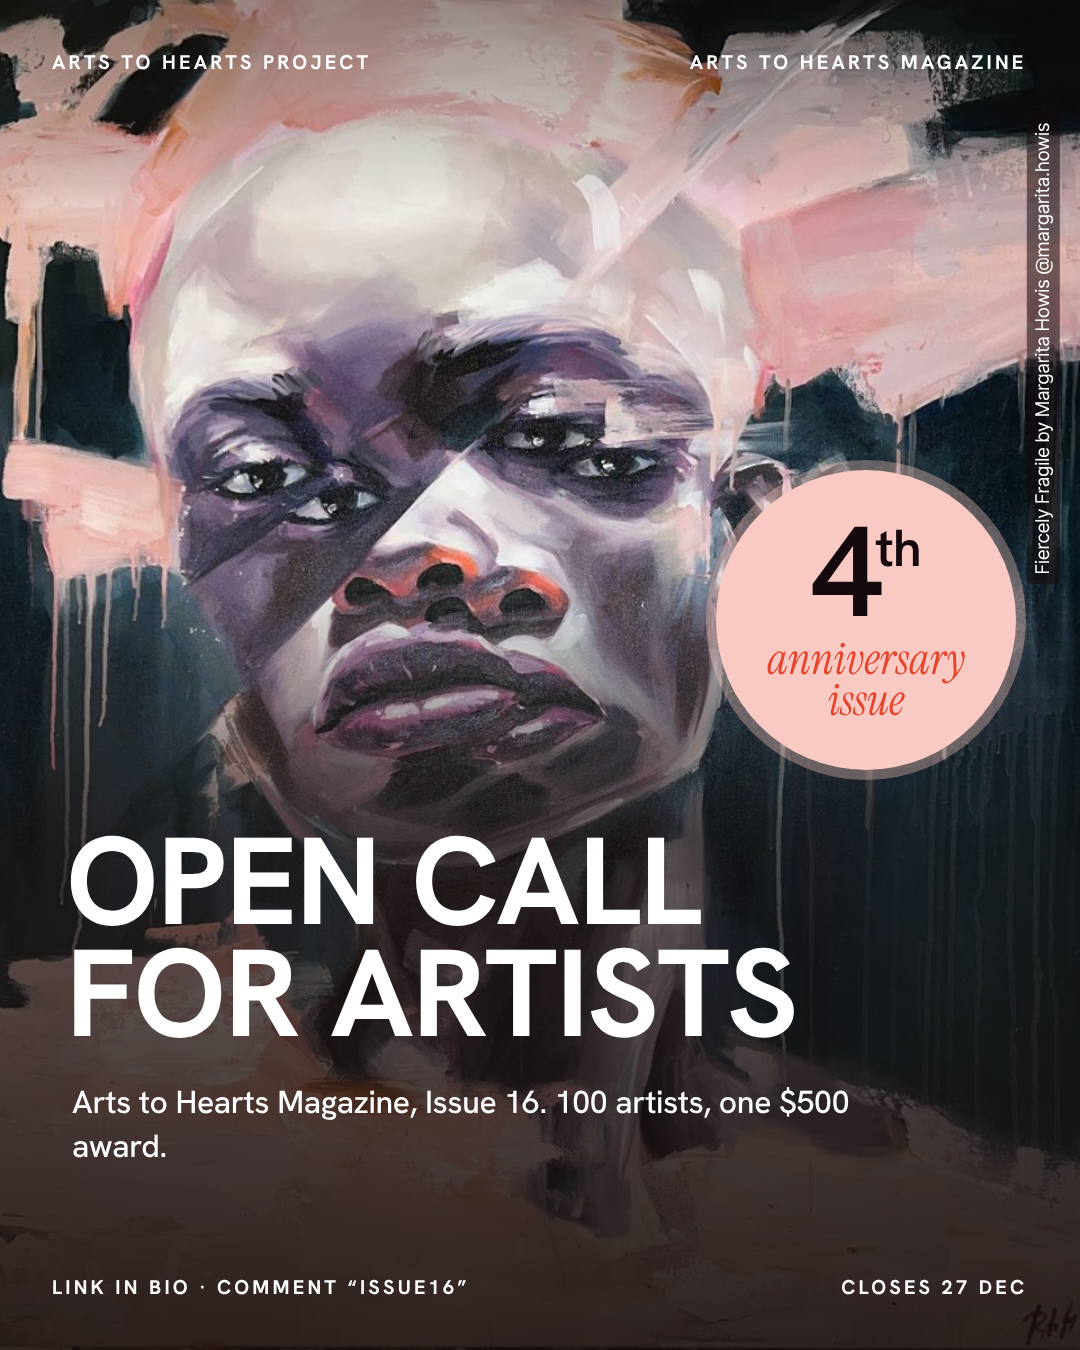 ARTS TO HEARTS PROJECT
ARTS TO HEARTS MAGAZINE
Fiercely Fragile by Margarita Howis @margarita.howis
4th
anniversary
issue
OPEN CALL
FOR ARTISTS
Arts to Hearts Magazine, Issue 16. 100 artists, one $500
award.
LINK IN BIO · COMMENT “ISSUE16”
CLOSES 27 DEC